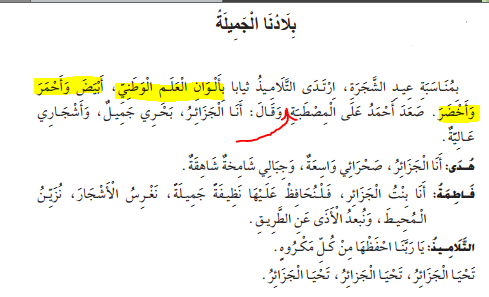 بِلَادُنَا الْجَمِيلَةُ
بِمُنَاسَبَةِ عِيدِ الشَّجَرَةِ، ارْتَدَى التَّلَامِيذُ ثيابا بِأَلْوَانِ الْعَلَمِ الْوَطَنِيِّ، أَبْيَضَ وَأَحْمَرَ
وَأَخْضَرَ. صَعَدَ أَحْمَدُ عَلَى الْمِصْطَبَةِ وَقَالَ: أَنَا الْجَزَائِرُ، بَحْرِي جَمِيلٌ، وَأَشْجَارِي
عَالِيَةٌ.
هُدَى: أَنَا الْجَزَائِرُ، صَحْرَائِي وَاسِعَةٌ، وَجِبَالِي شَامِخَةٌ شَاهِقَةٌ.
فَاطِمَةُ: أَنَا بِنْتُ الْجَزَائِرِ، فَلْنُحَافِظْ عَلَيْهَا نَظِيفَةً جَمِيلَةً، نَغْرِسُ الْأَشْجَارَ، نُزَيِّنُ
الْمُحِيطَ، وَنُبعدُ الْأَذَى عَنِ الطَّرِيقِ.
التَّلَامِيذُ: يَا رَبَّنَا احْفَظْهَا مِنْ كُلِّ مَكْرُوهٍ.
تَحْيَا الْجَزَائِرُ، تَحْيَا الْجَزَائِرُ، تَحْيَا الْجَزَائِرُ.